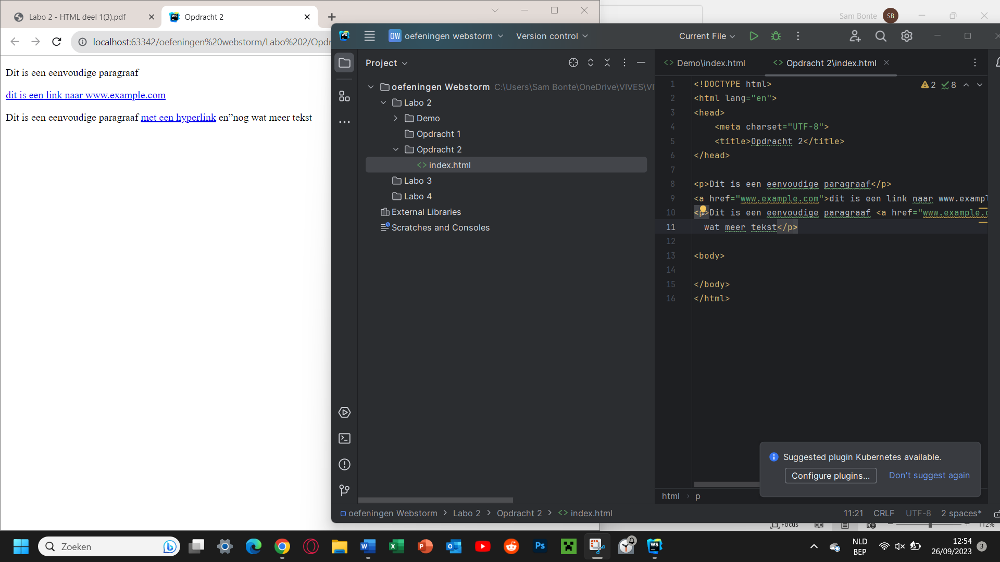 Labo 2 - HTML deel 1(3).pdf
Opdracht 2
localhost:63342/oefeningen%20webstorm/Labo%202/Opdr
Dit is een eenvoudige paragraaf
dit is een link naar www.example.com
Dit is een eenvoudige paragraaf met een hyperlink en”nog wat meer tekst
Sam Bonte
SB
WS
OW oefeningen webstorm
Version control
Current File
Project
oefeningen Webstorm C:\Users\Sam Bonte\OneDrive\VIVES\VI
Labo 2
Demo
Opdracht 1
Opdracht 2
index.html
Labo 3
Labo 4
External Libraries
Scratches and Consoles
Demo\index.html
Opdracht 2\index.html
2 8
1 <!DOCTYPE html>
2 <html lang="en">
3 <head>
4 <meta charset="UTF-8">
5 <title>Opdracht 2</title>
6 </head>
7
8 <p>Dit is een eenvoudige paragraaf</p>
9 <a href="www.example.com">dit is een link naar www.exampl
10 <p>Dit is een eenvoudige paragraaf <a href="www.example.c
11 wat meer tekst</p>
12
13 <body>
14
15 </body>
16 </html>
Suggested plugin Kubernetes available.
Configure plugins...
Don't suggest again
html › p
oefeningen Webstorm > Labo 2 > Opdracht 2 > index.html
11:21 CRLF UTF-8 2 spaces*
Focus
112%
Zoeken
Ps
WS
NLD
BEP
12:54
26/09/2023
3